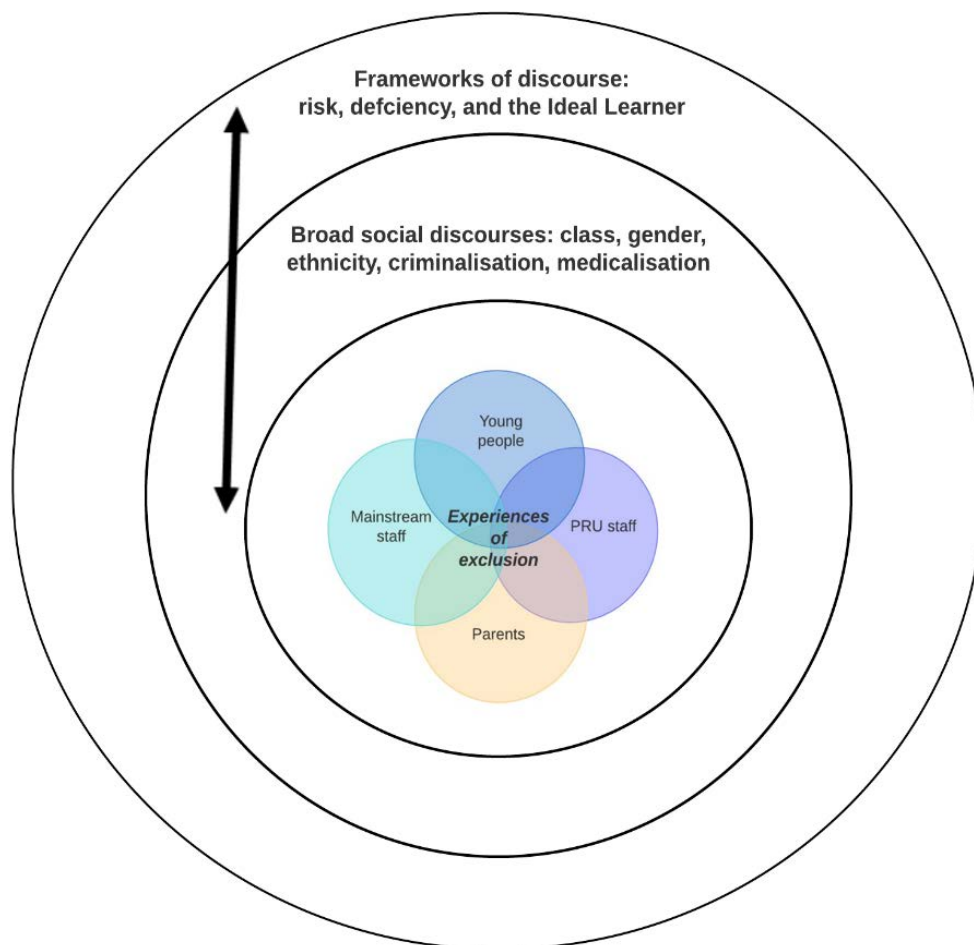 Frameworks of discourse:
risk, defciency, and the Ideal Learner
Broad social discourses: class, gender,
ethnicity, criminalisation, medicalisation
Young
people
Mainstream
staff
Experiences
of
exclusion
PRU staff
Parents